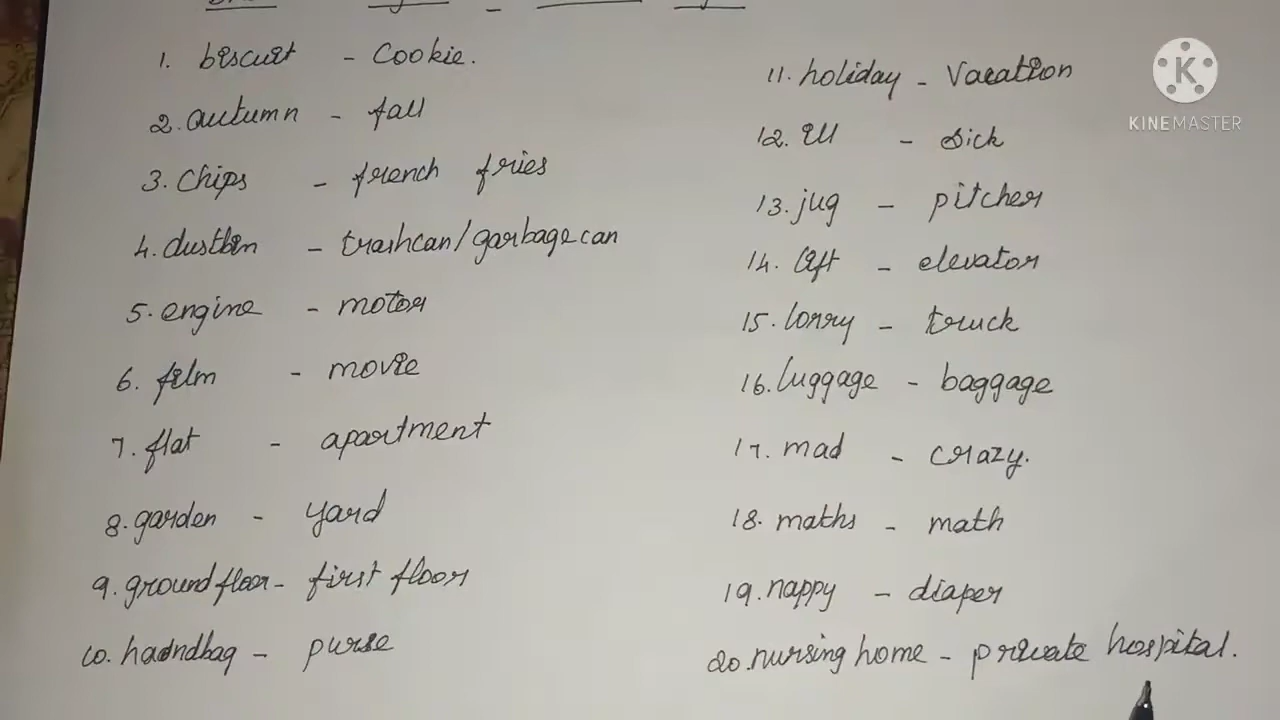 1. biscuit - Cookie.
2. autumn - fall
3. chips - french fries
4. dustbin - trashcan/garbage can
5. engine - motor
6. film - movie
7. flat - apartment
8. garden - yard
9. ground floor - first floor
10. handbag - purse
11. holiday - Vacation
12. ill - sick
13. jug - pitcher
14. lift - elevator
15. lorry - truck
16. luggage - baggage
17. mad - crazy.
18. maths - math
19. nappy - diaper
20. nursing home - private hospital.
K
KINEMASTER